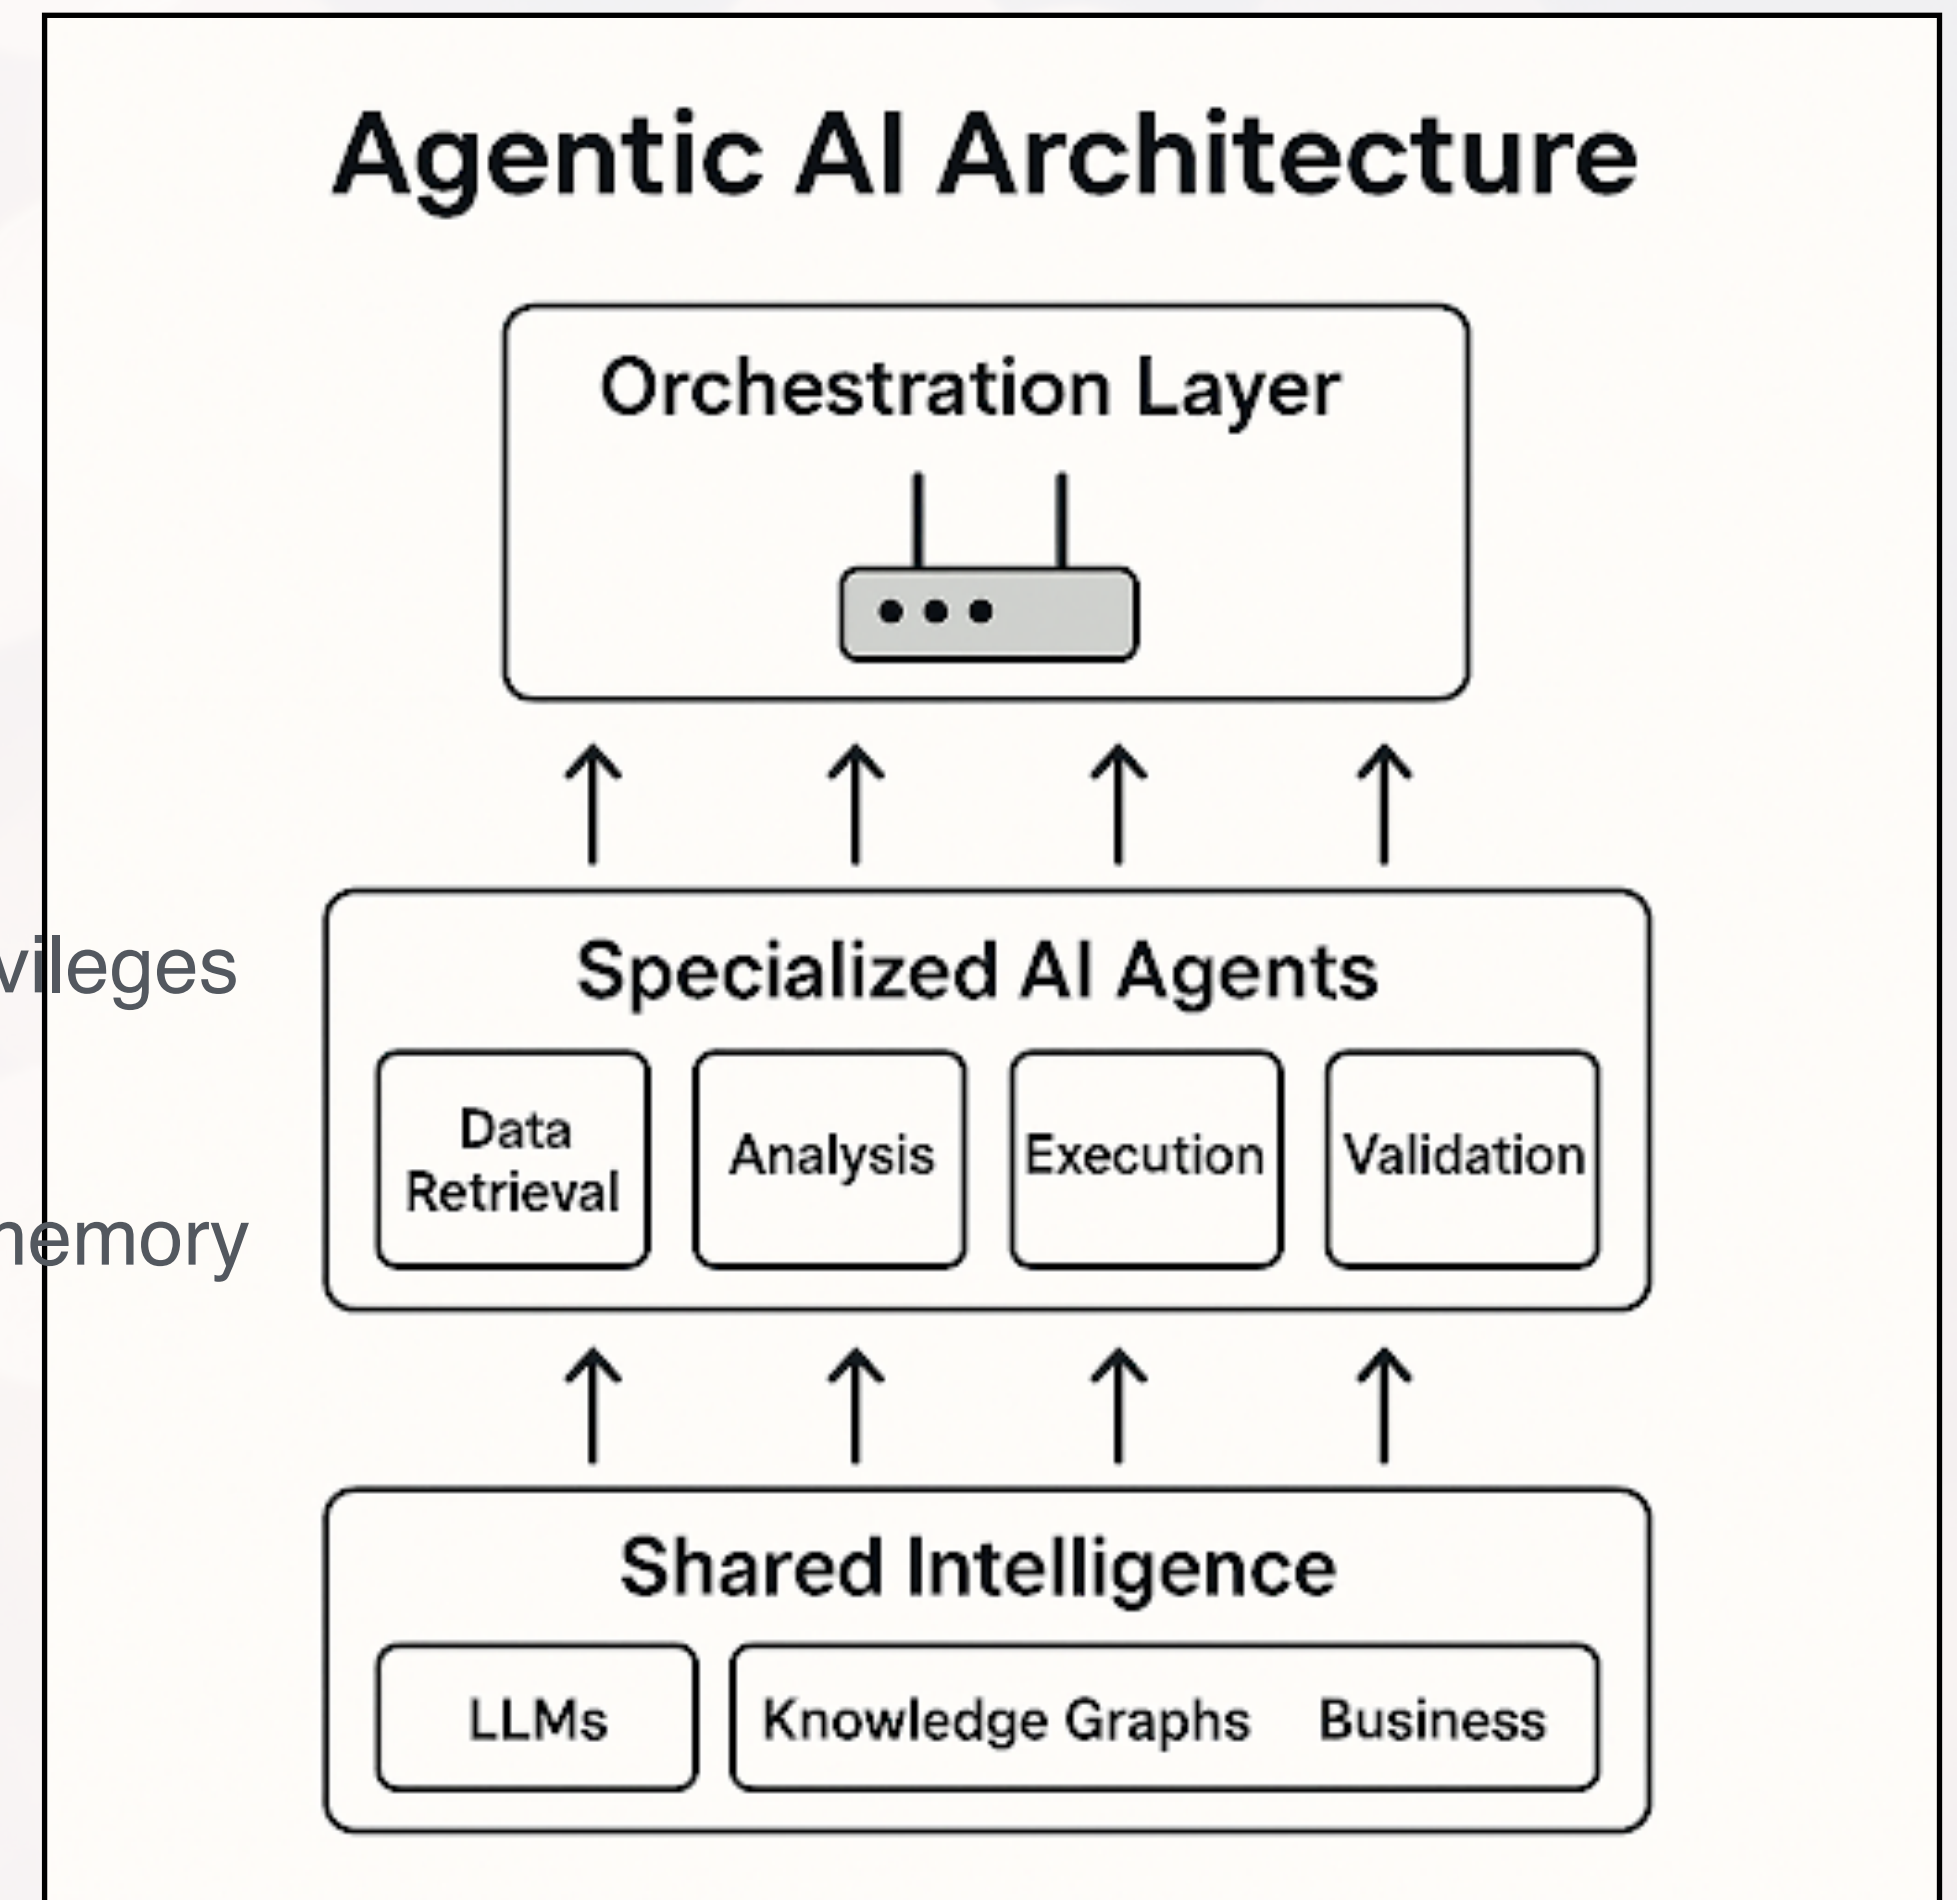 Agentic AI Architecture
Orchestration Layer
vileges
Specialized AI Agents
Data
Retrieval
Analysis
Execution
Validation
emory
Shared Intelligence
LLMs
Knowledge Graphs Business